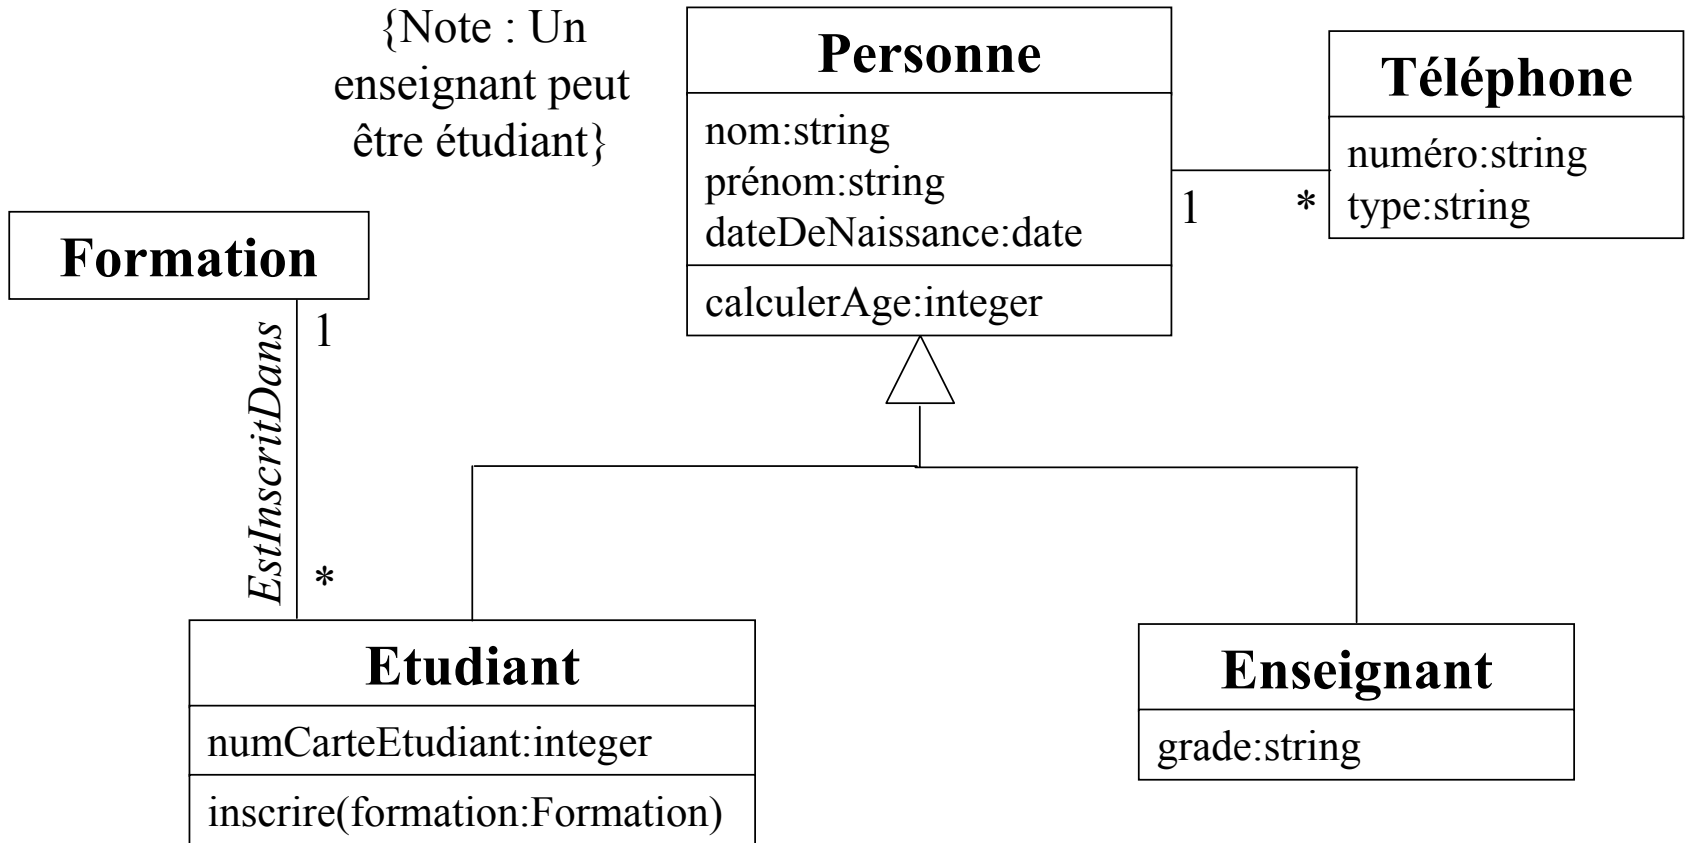 {Note : Un
enseignant peut
être étudiant}
Personne
nom:string
prénom:string
dateDeNaissance:date
calculerAge:integer
Téléphone
numéro:string
type:string
1
*
Formation
1
EstInscritDans
*
Etudiant
numCarteEtudiant:integer
inscrire(formation:Formation)
Enseignant
grade:string